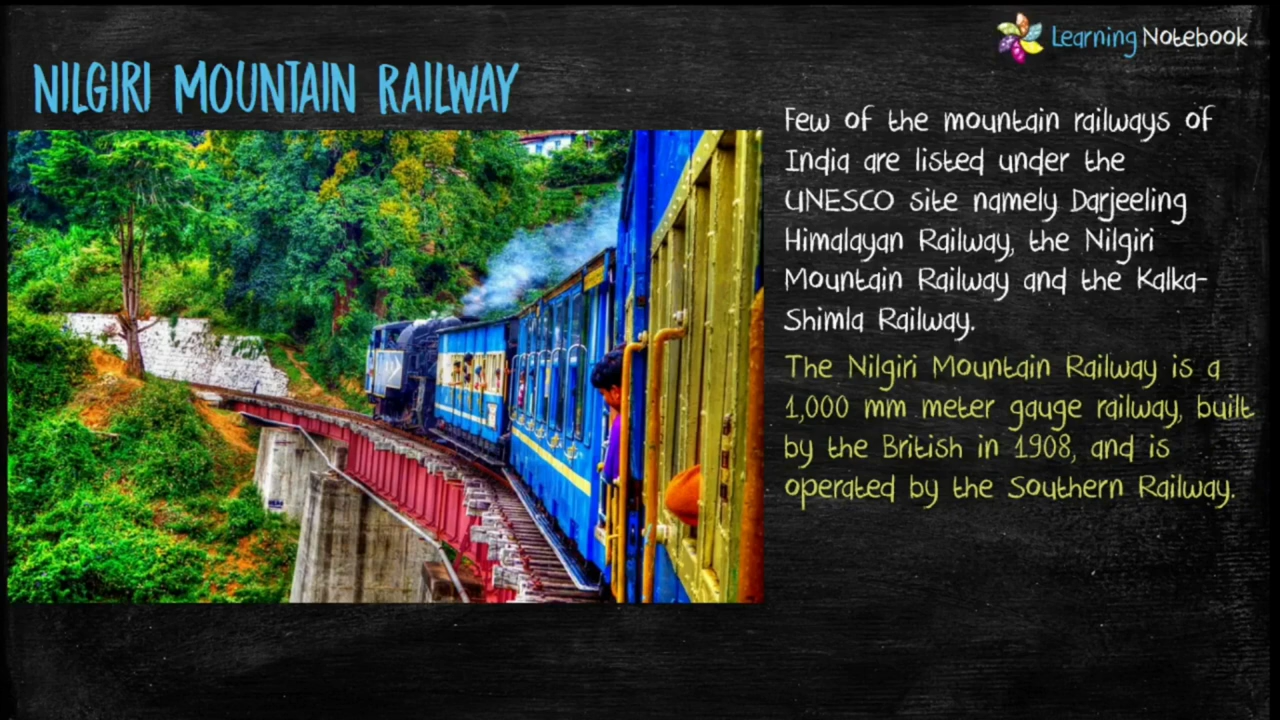 Learning Notebook
NILGIRI MOUNTAIN RAILWAY
Few of the mountain railways of
India are listed under the
UNESCO site namely Darjeeling
Himalayan Railway, the Nilgiri
Mountain Railway and the Kalka-
Shimla Railway.
The Nilgiri Mountain Railway is a
1,000 mm meter gauge railway, built
by the British in 1908, and is
operated by the Southern Railway.